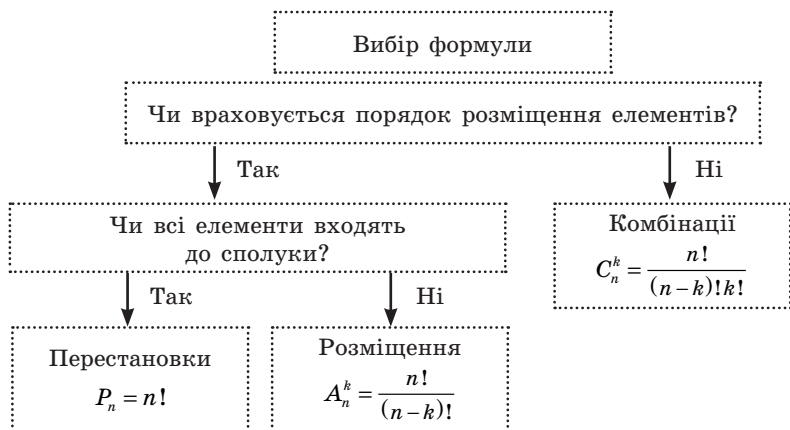 Вибір формули
Чи враховується порядок розміщення елементів?
Так
Ні
Чи всі елементи входять
до сполуки?
Комбінації
C_n^k = n! / ((n−k)!k!)
Так
Ні
Перестановки
P_n = n!
Розміщення
A_n^k = n! / (n−k)!